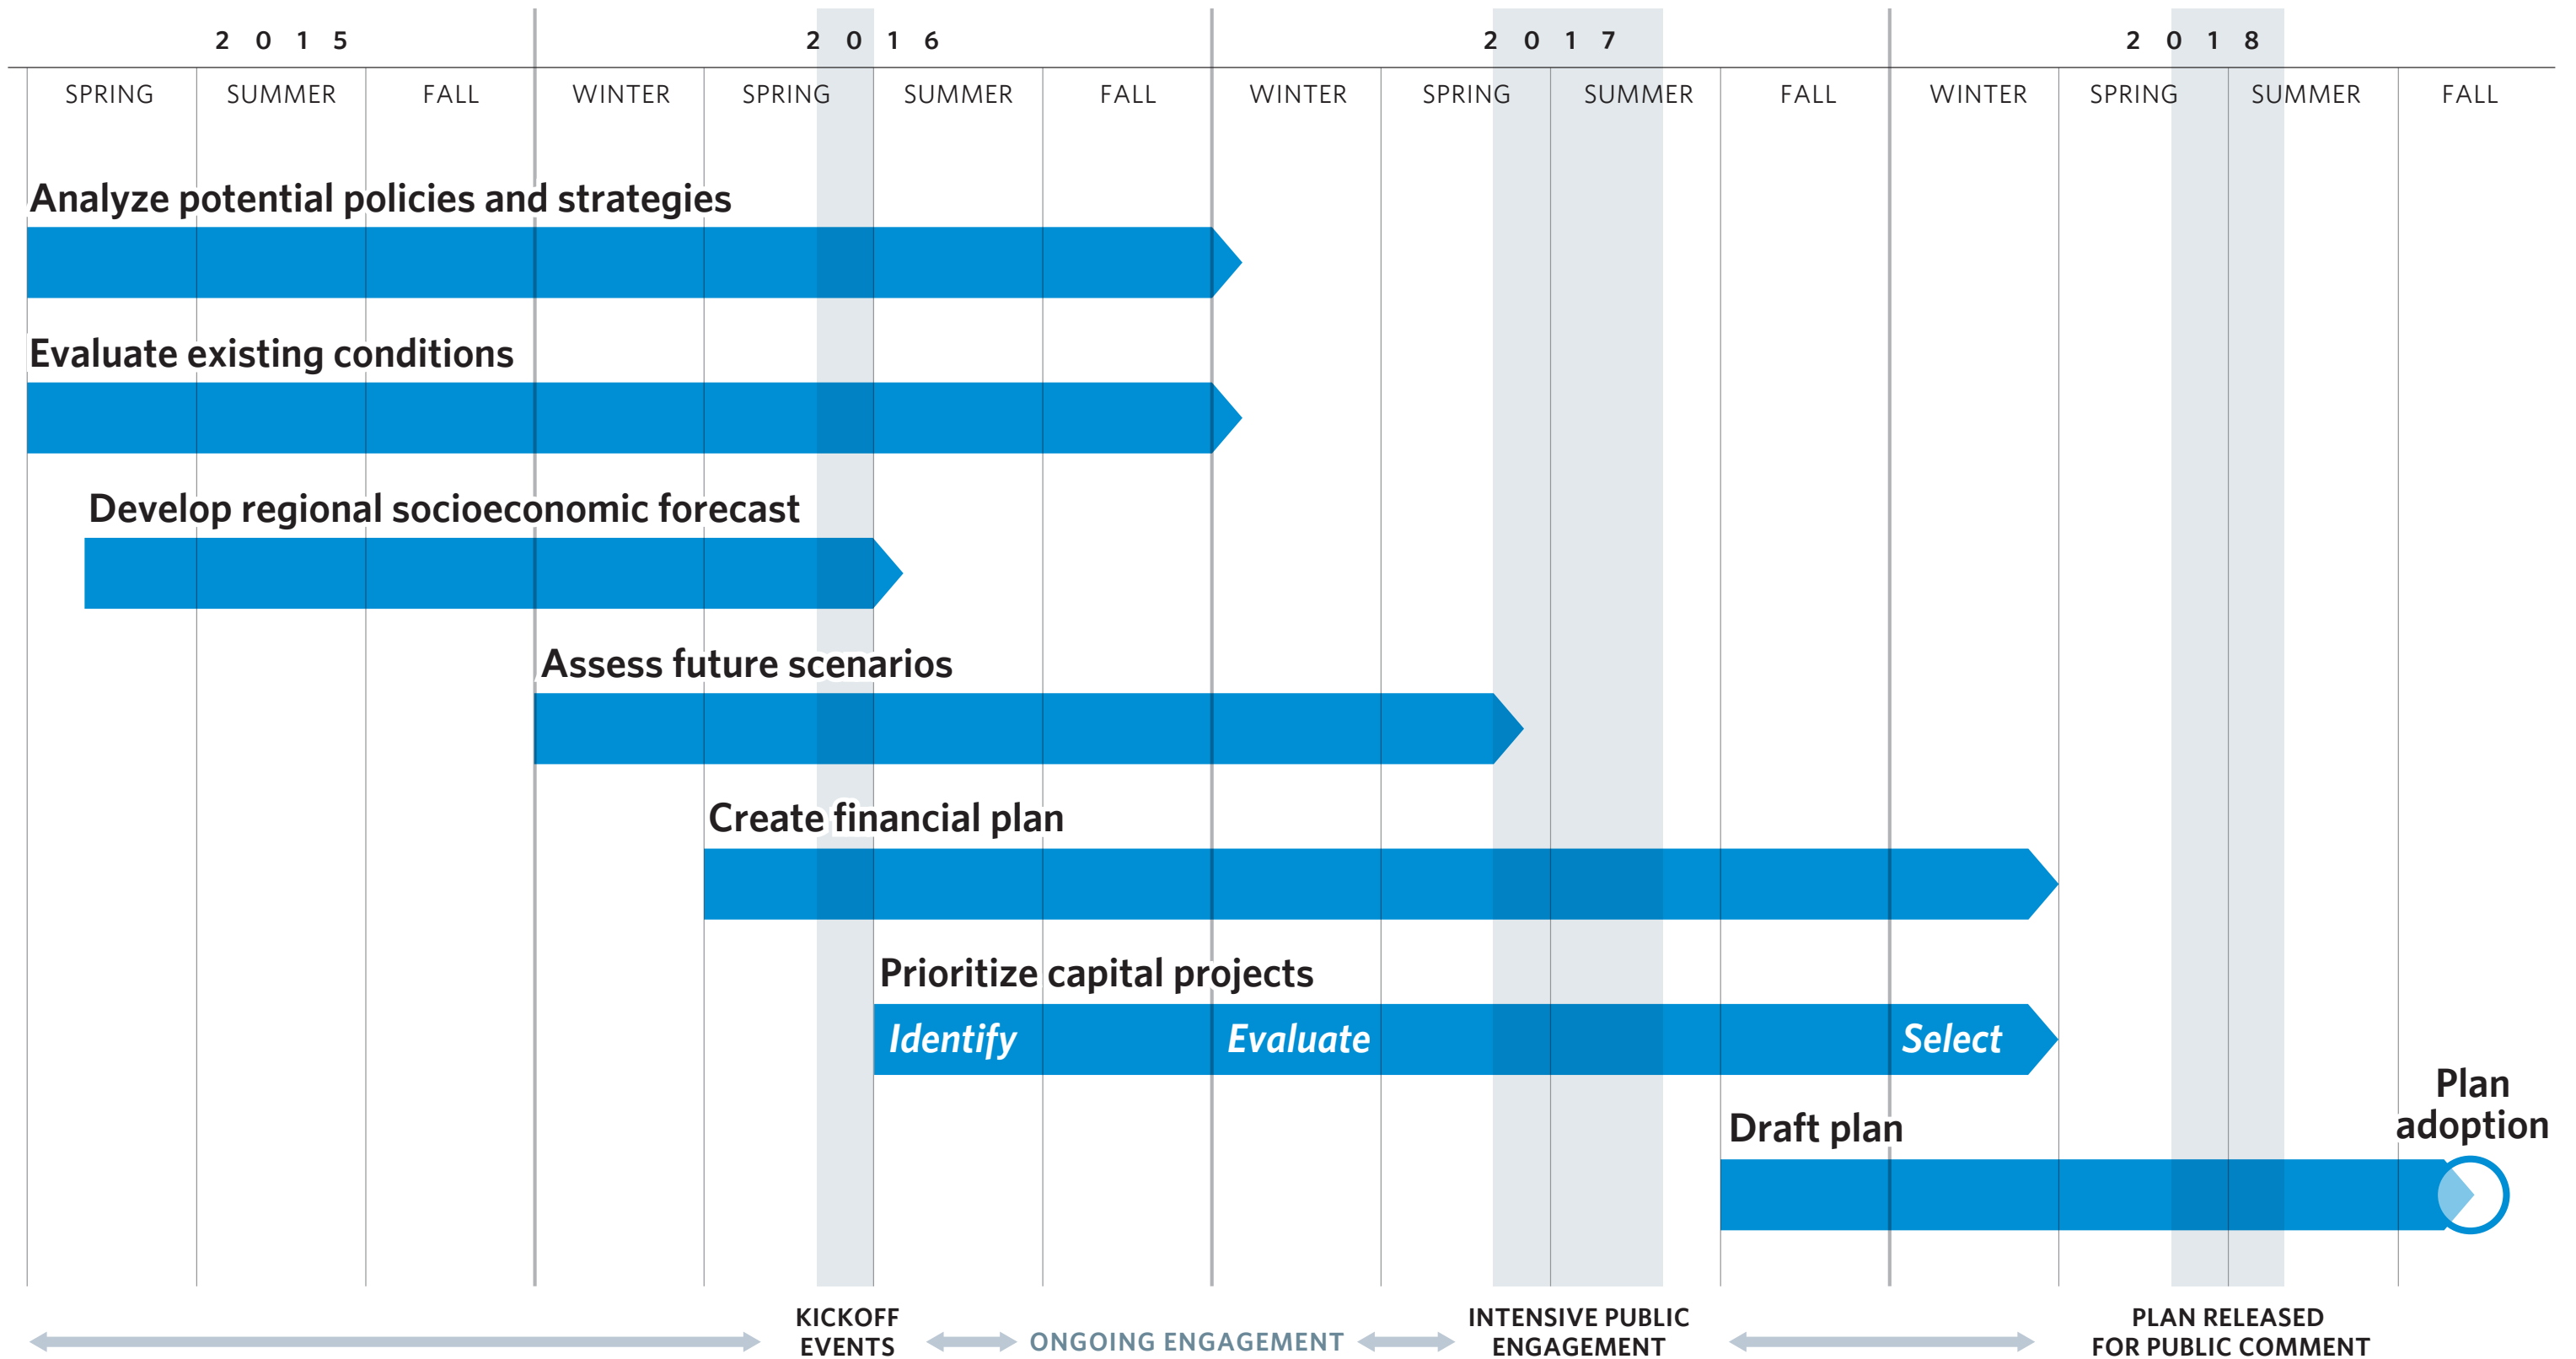 2 0 1 5
2 0 1 6
2 0 1 7
2 0 1 8
SPRING SUMMER FALL WINTER SPRING SUMMER FALL WINTER SPRING SUMMER FALL WINTER SPRING SUMMER FALL
Analyze potential policies and strategies
Evaluate existing conditions
Develop regional socioeconomic forecast
Assess future scenarios
Create financial plan
Prioritize capital projects
Identify
Evaluate
Select
Draft plan
Plan
adoption
KICKOFF
EVENTS
ONGOING ENGAGEMENT
INTENSIVE PUBLIC
ENGAGEMENT
PLAN RELEASED
FOR PUBLIC COMMENT